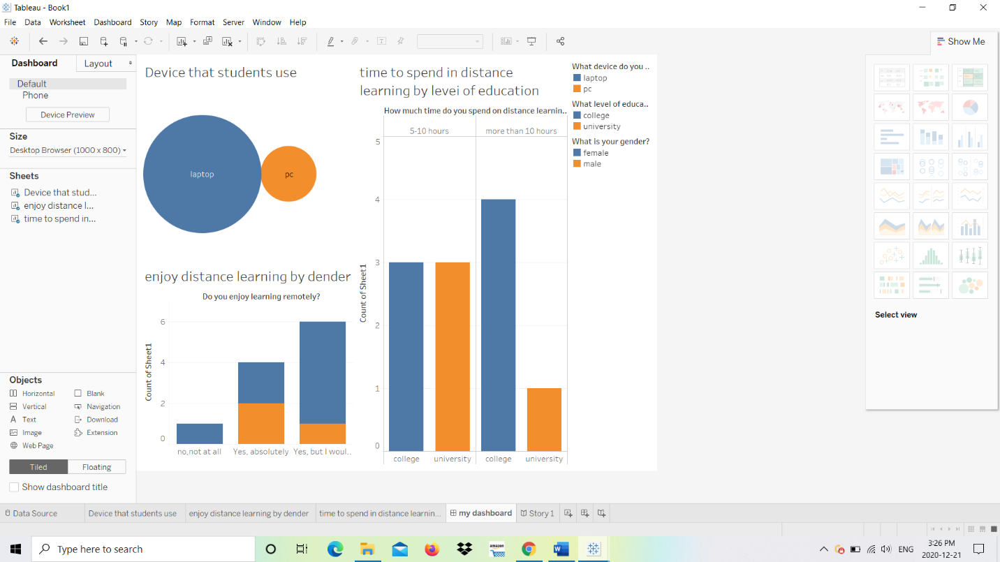 Tableau - Book1
File Data Worksheet Dashboard Story Map Format Server Window Help
Show Me
Dashboard Layout
Default
Phone
Device Preview
Size
Desktop Browser (1000 x 800)
Sheets
Device that stud...
enjoy distance l...
time to spend in...
Objects
Horizontal Blank
Vertical Navigation
A Text Download
Image Extension
Web Page
Tiled Floating
Show dashboard title
Device that students use
laptop
pc
enjoy distance learning by dender
Do you enjoy learning remotely?
Count of Sheet1
6
4
2
0
no,not at all Yes, absolutely Yes, but I woul..
time to spend in distance
learning by levei of education
How much time do you spend on distance learnin..
5-10 hours more than 10 hours
Count of Sheet1
5
4
3
2
1
0
college university college university
What device do you ..
laptop
pc
What level of educa..
college
university
What is your gender?
female
male
Select view
Data Source Device that students use enjoy distance learning by dender time to spend in distance learnin... my dashboard Story 1
Type here to search
amazon
W
ENG
3:26 PM
2020-12-21